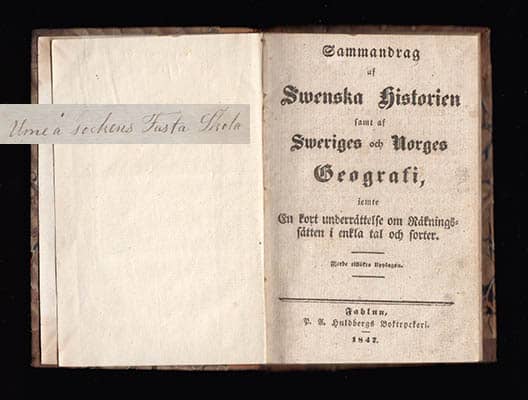 Umeå sockens Fasta Skola
Sammandrag
af
Swenska Historien
samt af
Sweriges och Norges
Geografi,
jemte
En kort underrättelse om Räknings-
sätten i enkla tal och sorter.
Fjerde tillökta Upplagan.
Fahlun,
P. A. Huldbergs Boktryckeri.
1847.